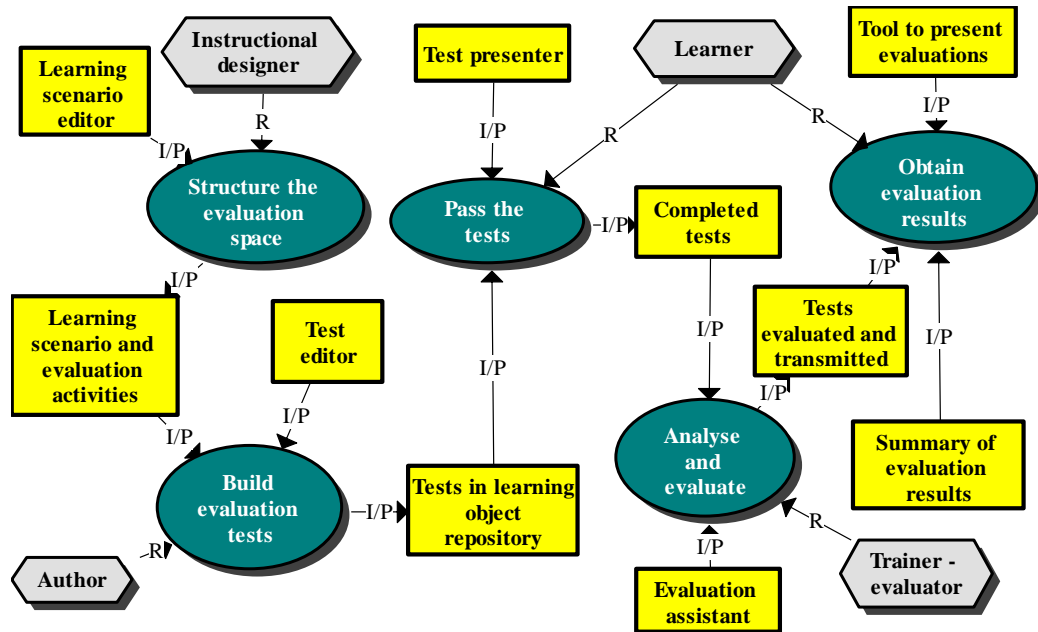 Instructional
designer
Learning
scenario
editor
Test presenter
Learner
Tool to present
evaluations
R
I/P
I/P
I/P
R
R
I/P
Structure the
evaluation
space
Pass the
tests
I/P
Completed
tests
Obtain
evaluation
results
I/P
Learning
scenario and
evaluation
activities
Test
editor
I/P
I/P
I/P
Tests
evaluated and
transmitted
I/P
I/P
I/P
I/P
I/P
Build
evaluation
tests
I/P
Tests in learning
object
repository
Analyse
and
evaluate
Summary of
evaluation
results
R
Author
I/P
R
Evaluation
assistant
Trainer -
evaluator